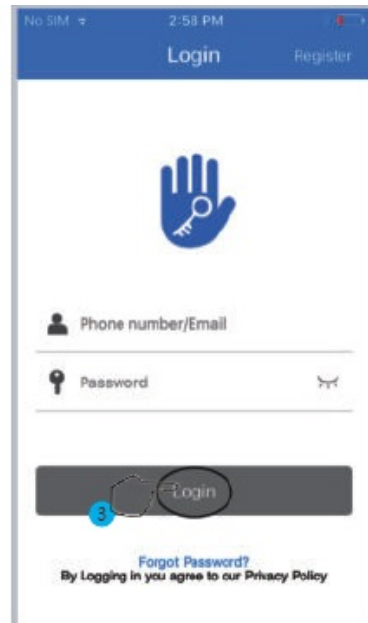 No SIM 2:58 PM
Login Register
Phone number/Email
Password
Login
3
Forgot Password?
By Logging in you agree to our Privacy Policy